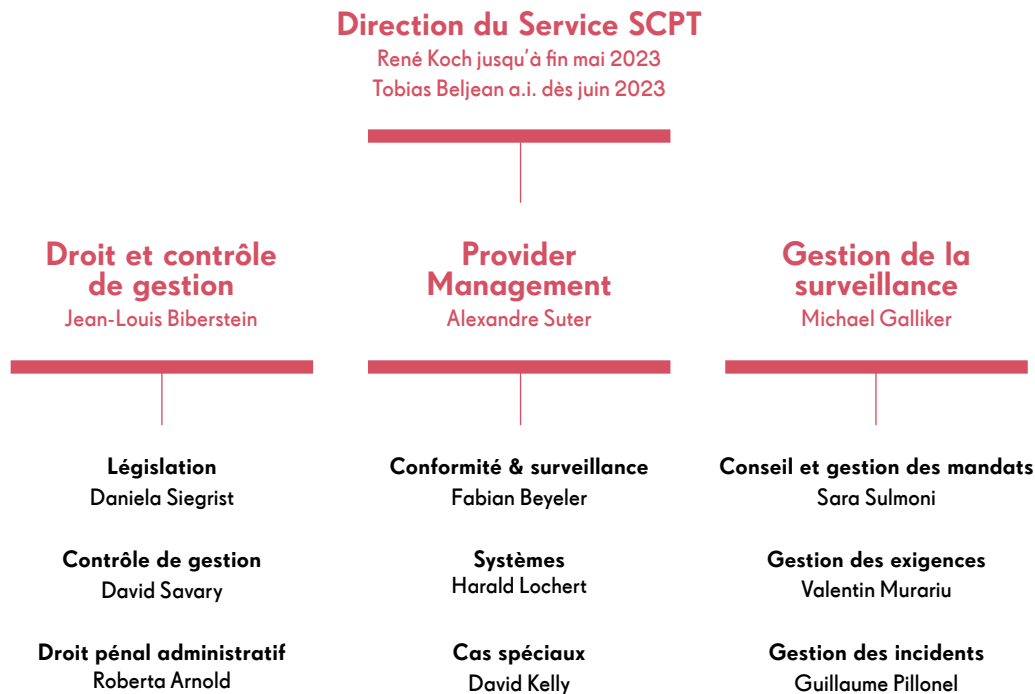 Direction du Service SCPT
René Koch jusqu'à fin mai 2023
Tobias Beljean a.i. dès juin 2023
Droit et contrôle
de gestion
Jean-Louis Biberstein
Provider
Management
Alexandre Suter
Gestion de la
surveillance
Michael Galliker
Législation
Daniela Siegrist
Contrôle de gestion
David Savary
Droit pénal administratif
Roberta Arnold
Conformité & surveillance
Fabian Beyeler
Systèmes
Harald Lochert
Cas spéciaux
David Kelly
Conseil et gestion des mandats
Sara Sulmoni
Gestion des exigences
Valentin Murariu
Gestion des incidents
Guillaume Pillonel